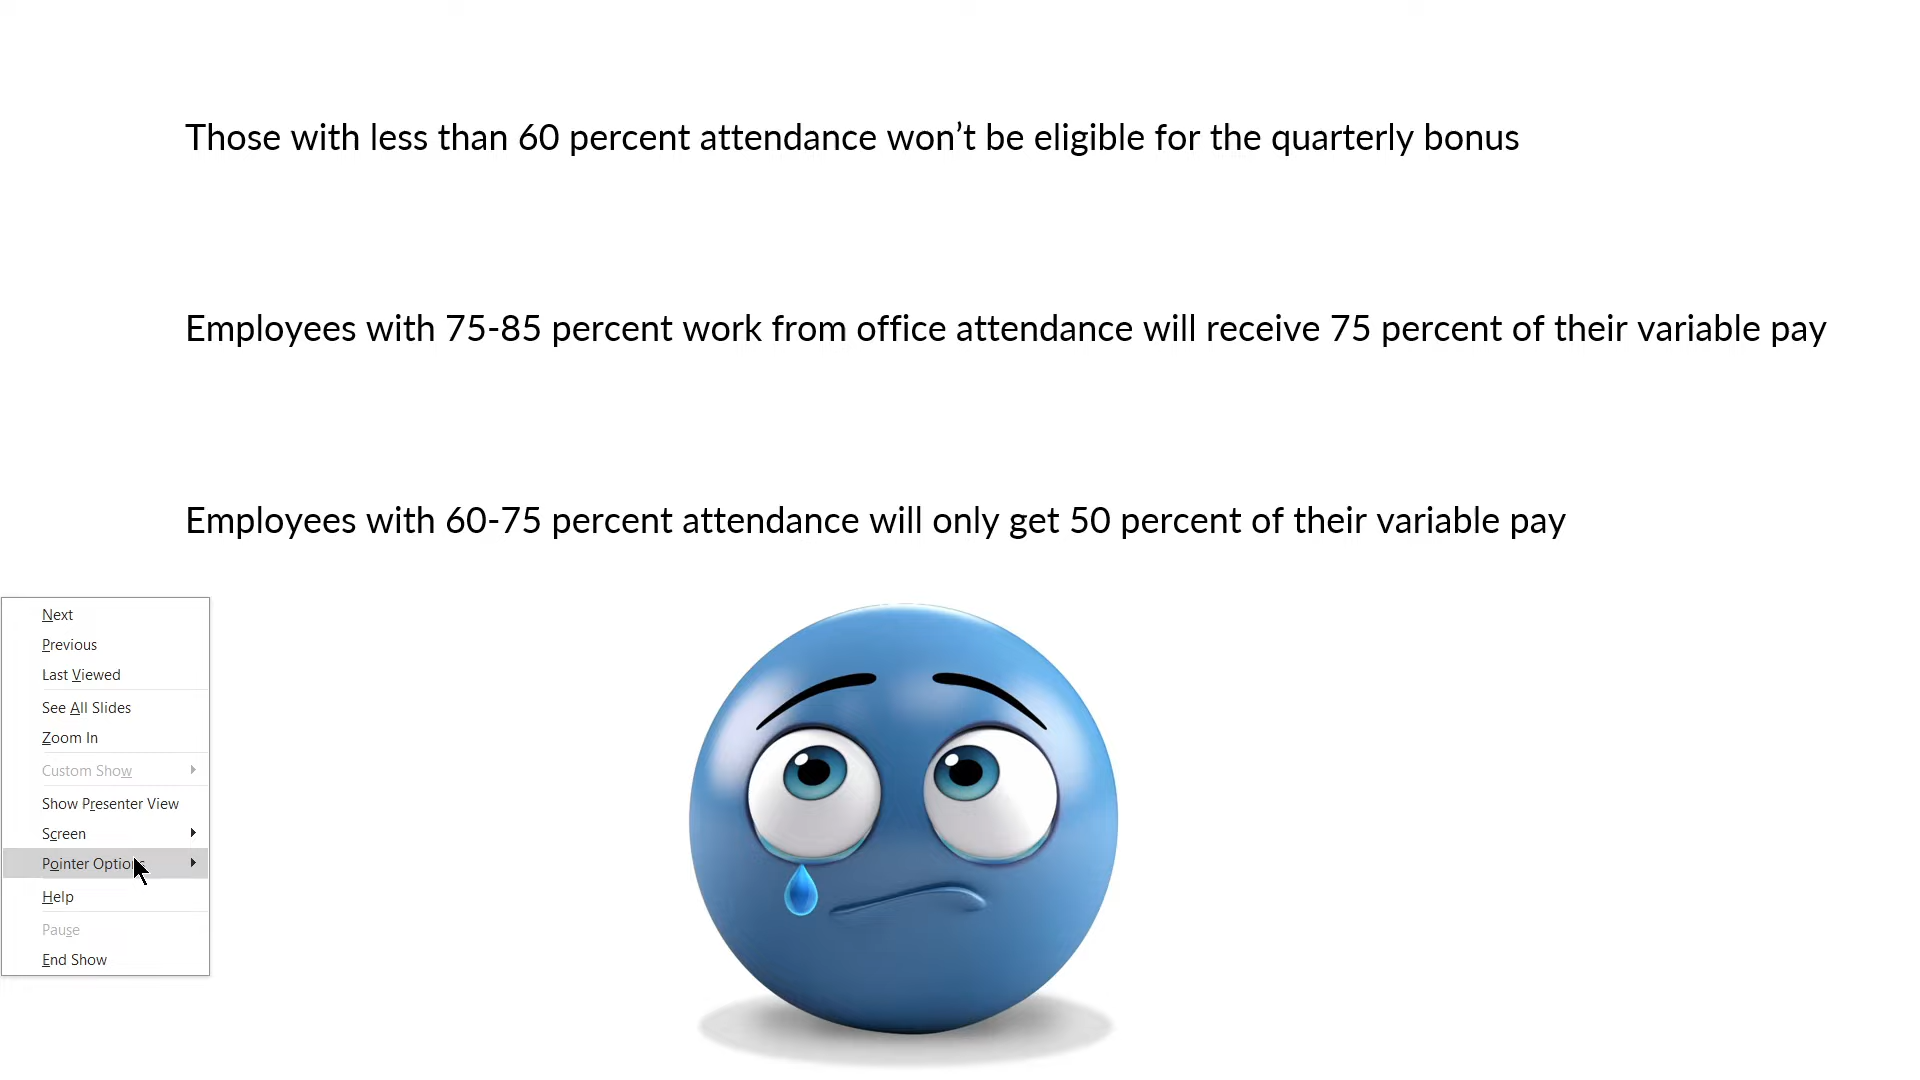 Those with less than 60 percent attendance won’t be eligible for the quarterly bonus
Employees with 75-85 percent work from office attendance will receive 75 percent of their variable pay
Employees with 60-75 percent attendance will only get 50 percent of their variable pay
Next
Previous
Last Viewed
See All Slides
Zoom In
Custom Show
Show Presenter View
Screen
Pointer Options
Help
Pause
End Show